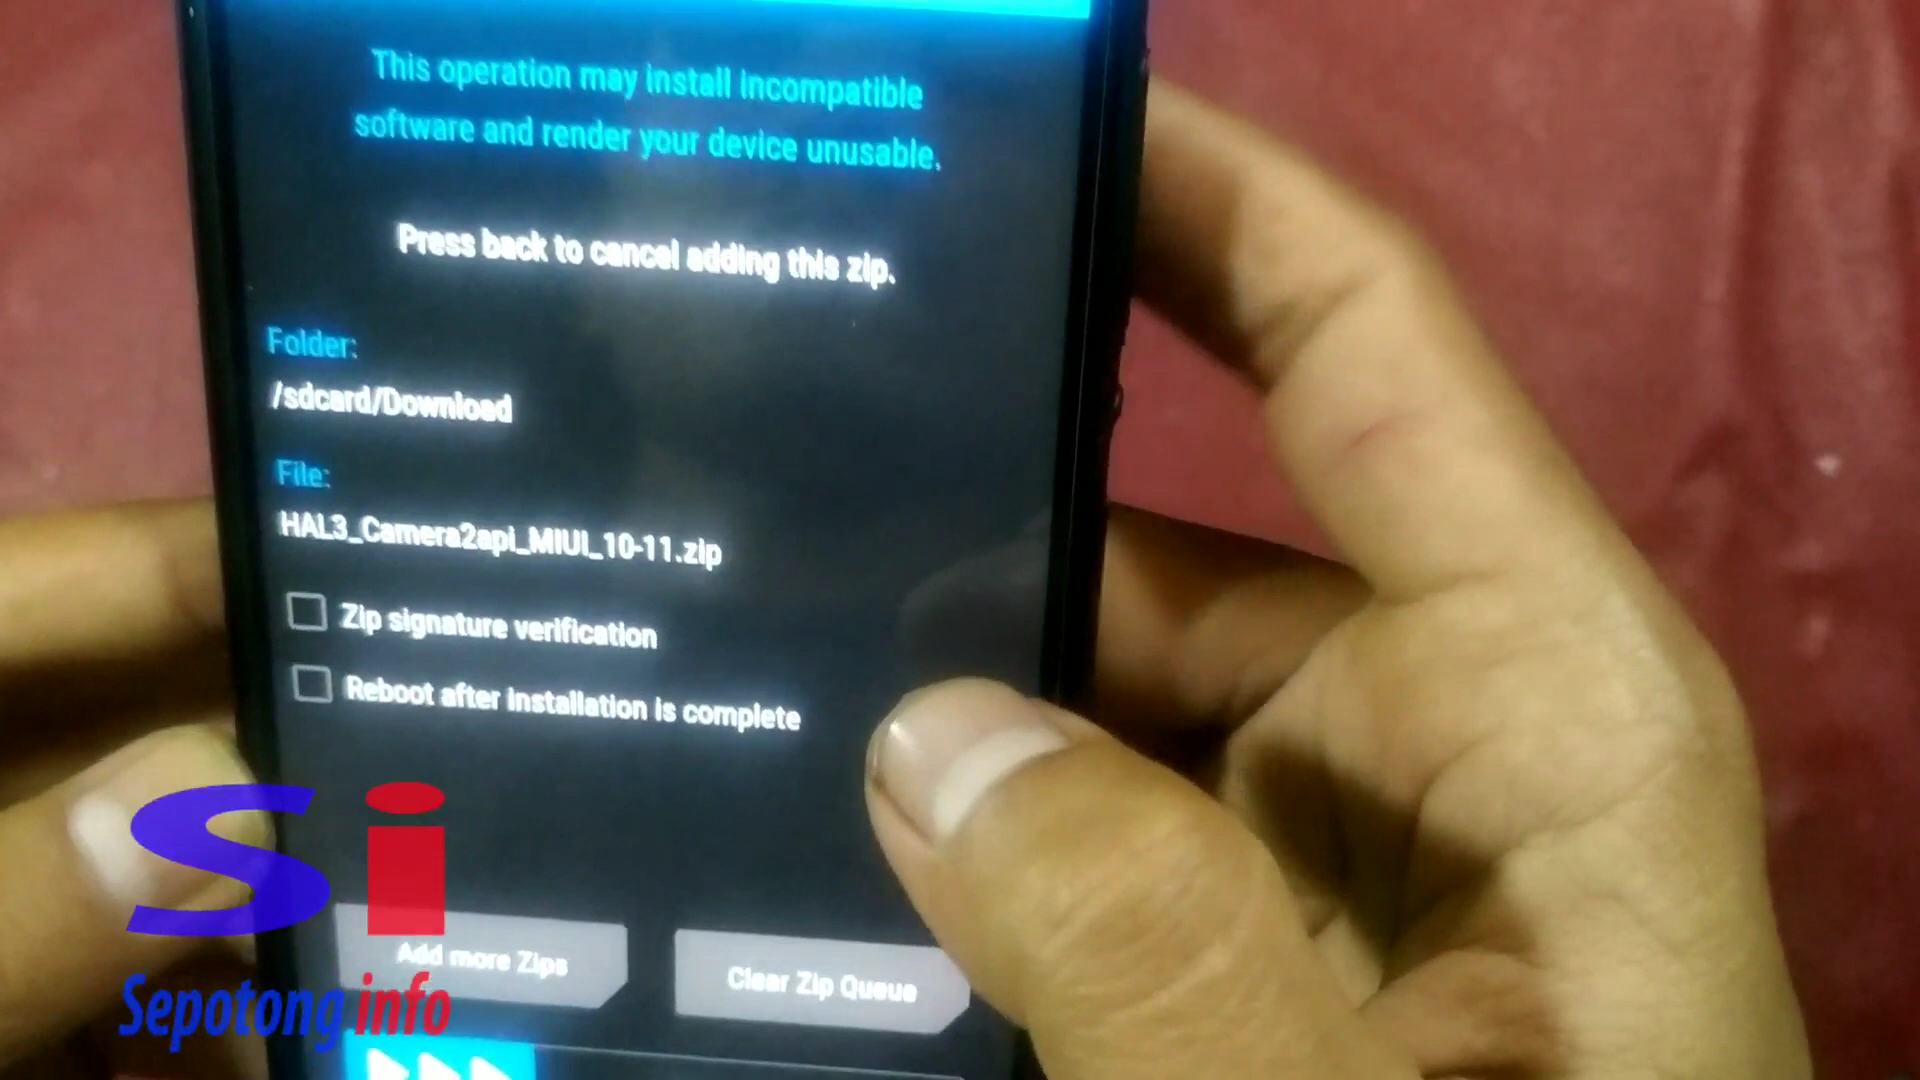 This operation may install incompatible
software and render your device unusable.
Press back to cancel adding this zip.
Folder:
/sdcard/Download
File:
HAL3_Camera2api_MIUI_10-11.zip
Zip signature verification
Reboot after installation is complete
Add more Zips
Clear Zip Queue
Si
Sepotong info